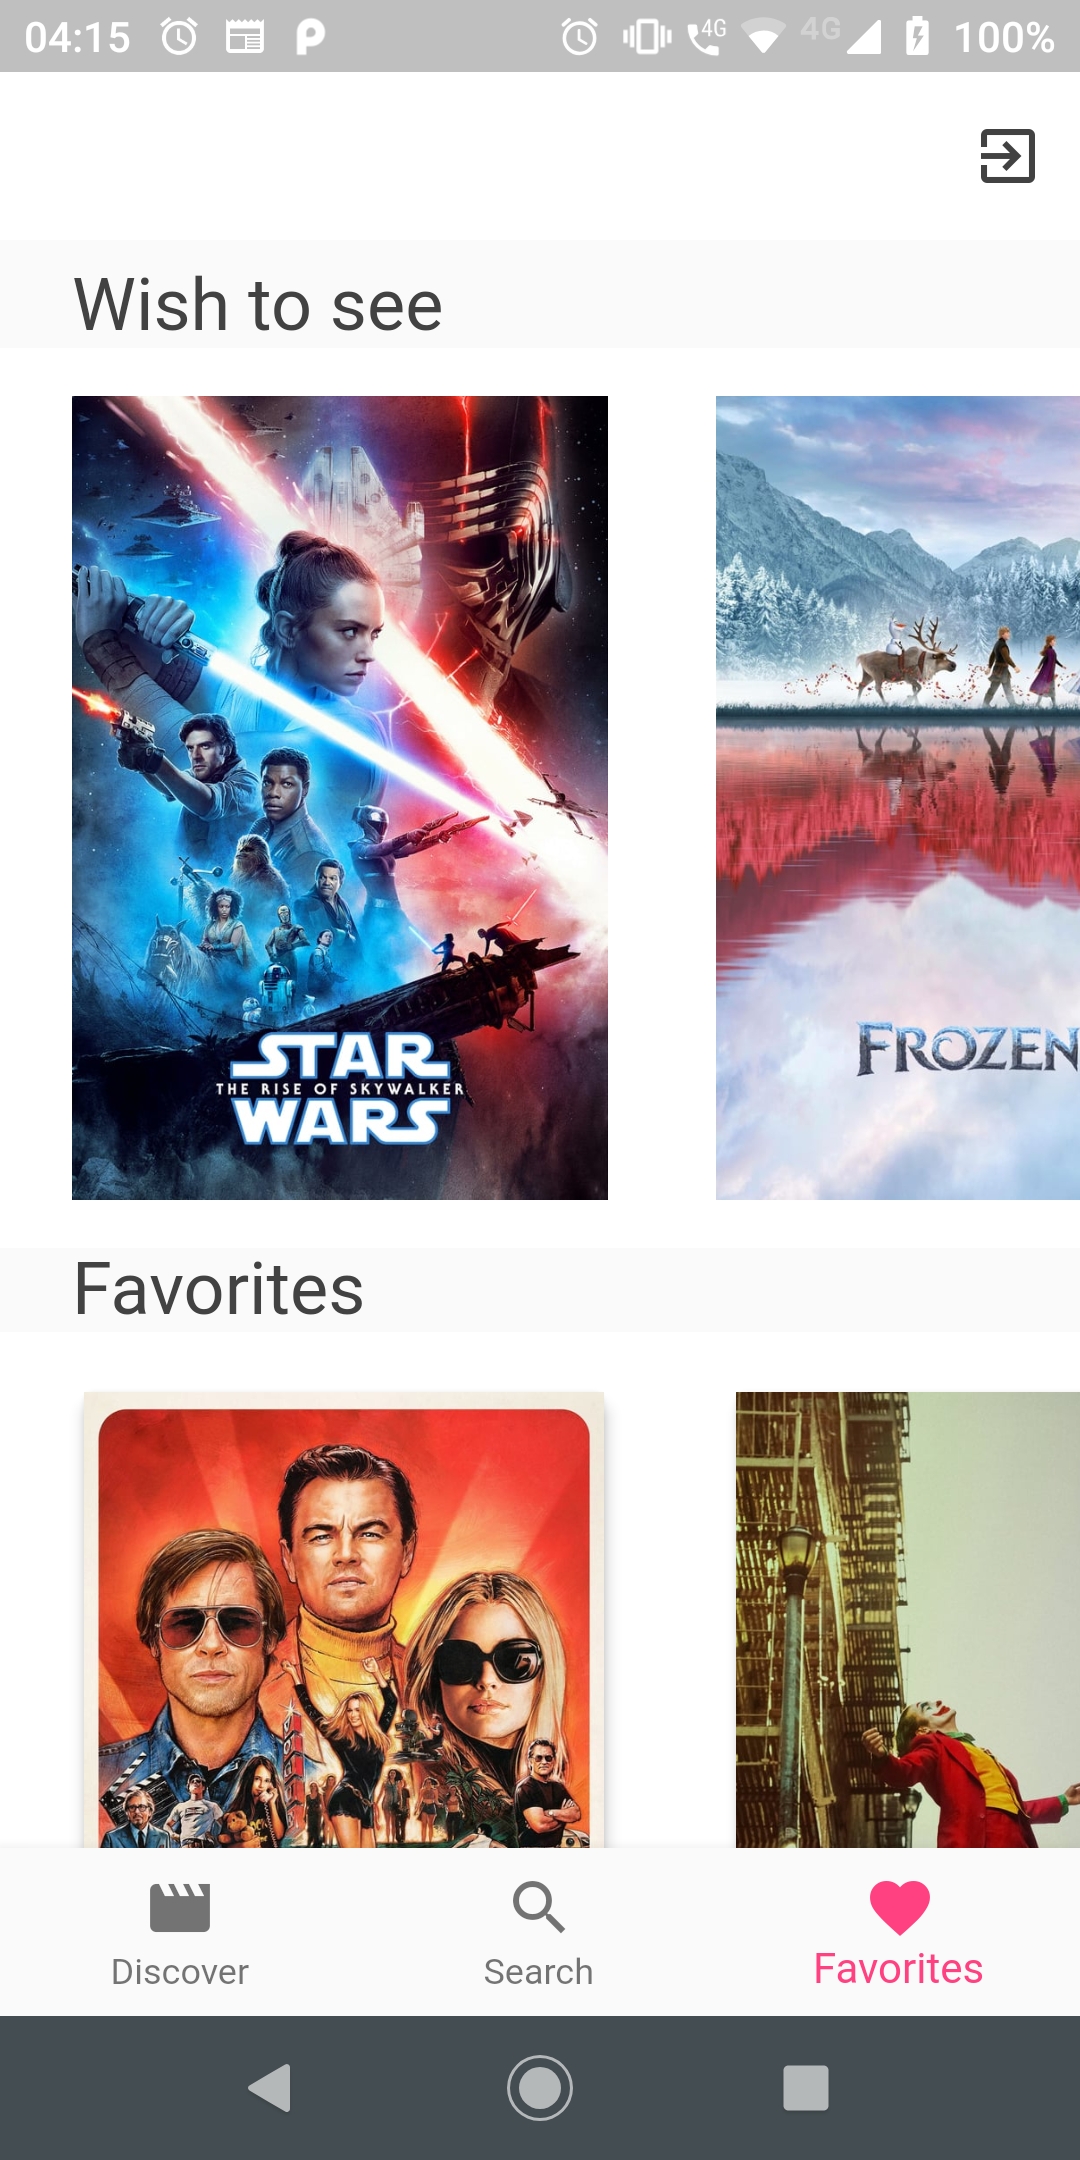 04:15
4G
4G
100%
Wish to see
STAR
THE RISE OF SKYWALKER
WARS
FROZEN
Favorites
Discover
Search
Favorites